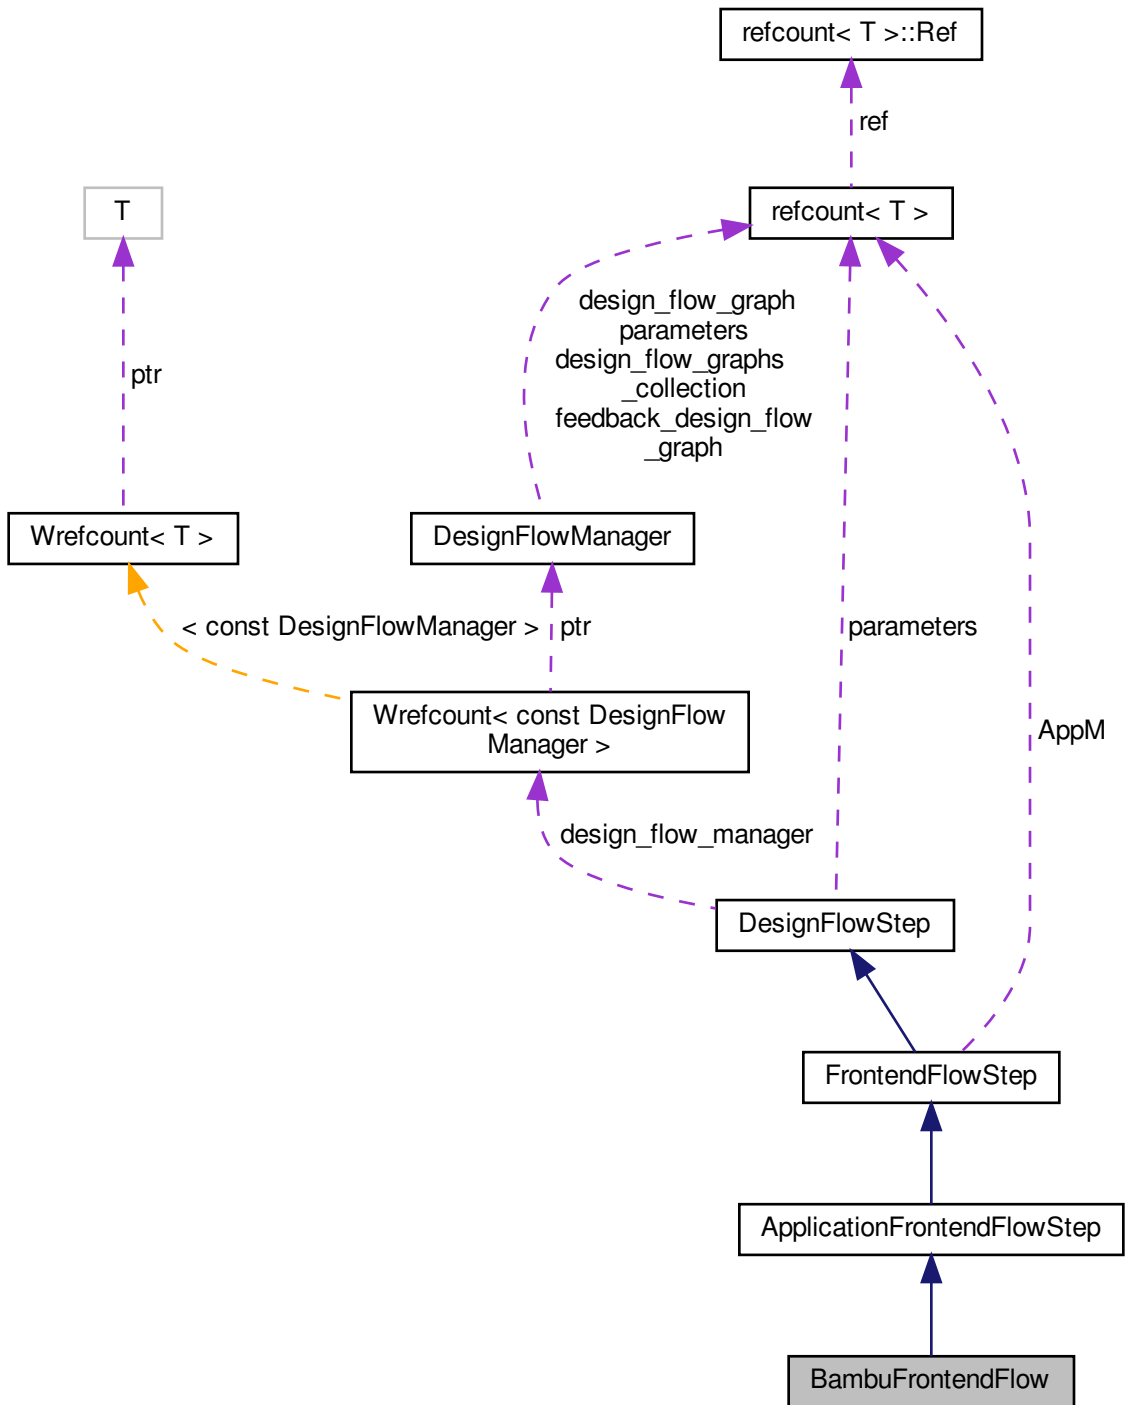 refcount< T >::Ref
ref
T
refcount< T >
design_flow_graph
parameters
design_flow_graphs
_collection
feedback_design_flow
_graph
ptr
Wrefcount< T >
DesignFlowManager
< const DesignFlowManager >
ptr
parameters
Wrefcount< const DesignFlow
Manager >
AppM
design_flow_manager
DesignFlowStep
FrontendFlowStep
ApplicationFrontendFlowStep
BambuFrontendFlow